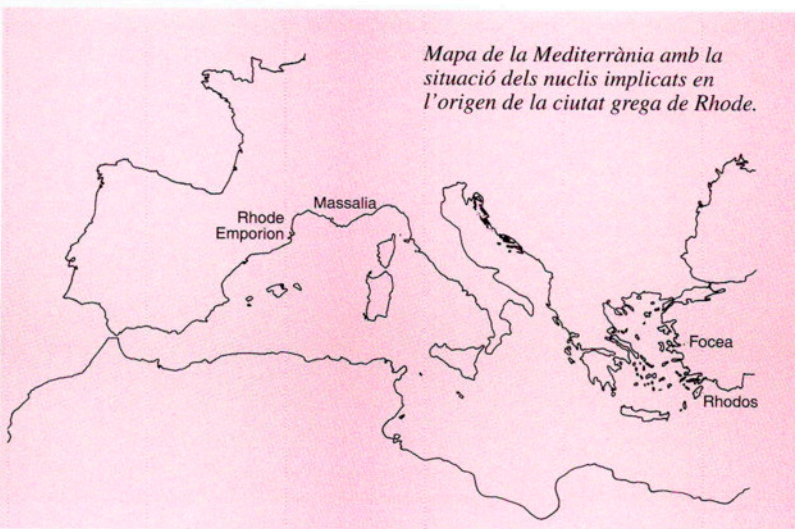 Mapa de la Mediterrània amb la
situació dels nuclis implicats en
l'origen de la ciutat grega de Rhode.
Massalia
Rhode
Emporion
Focea
Rhodos